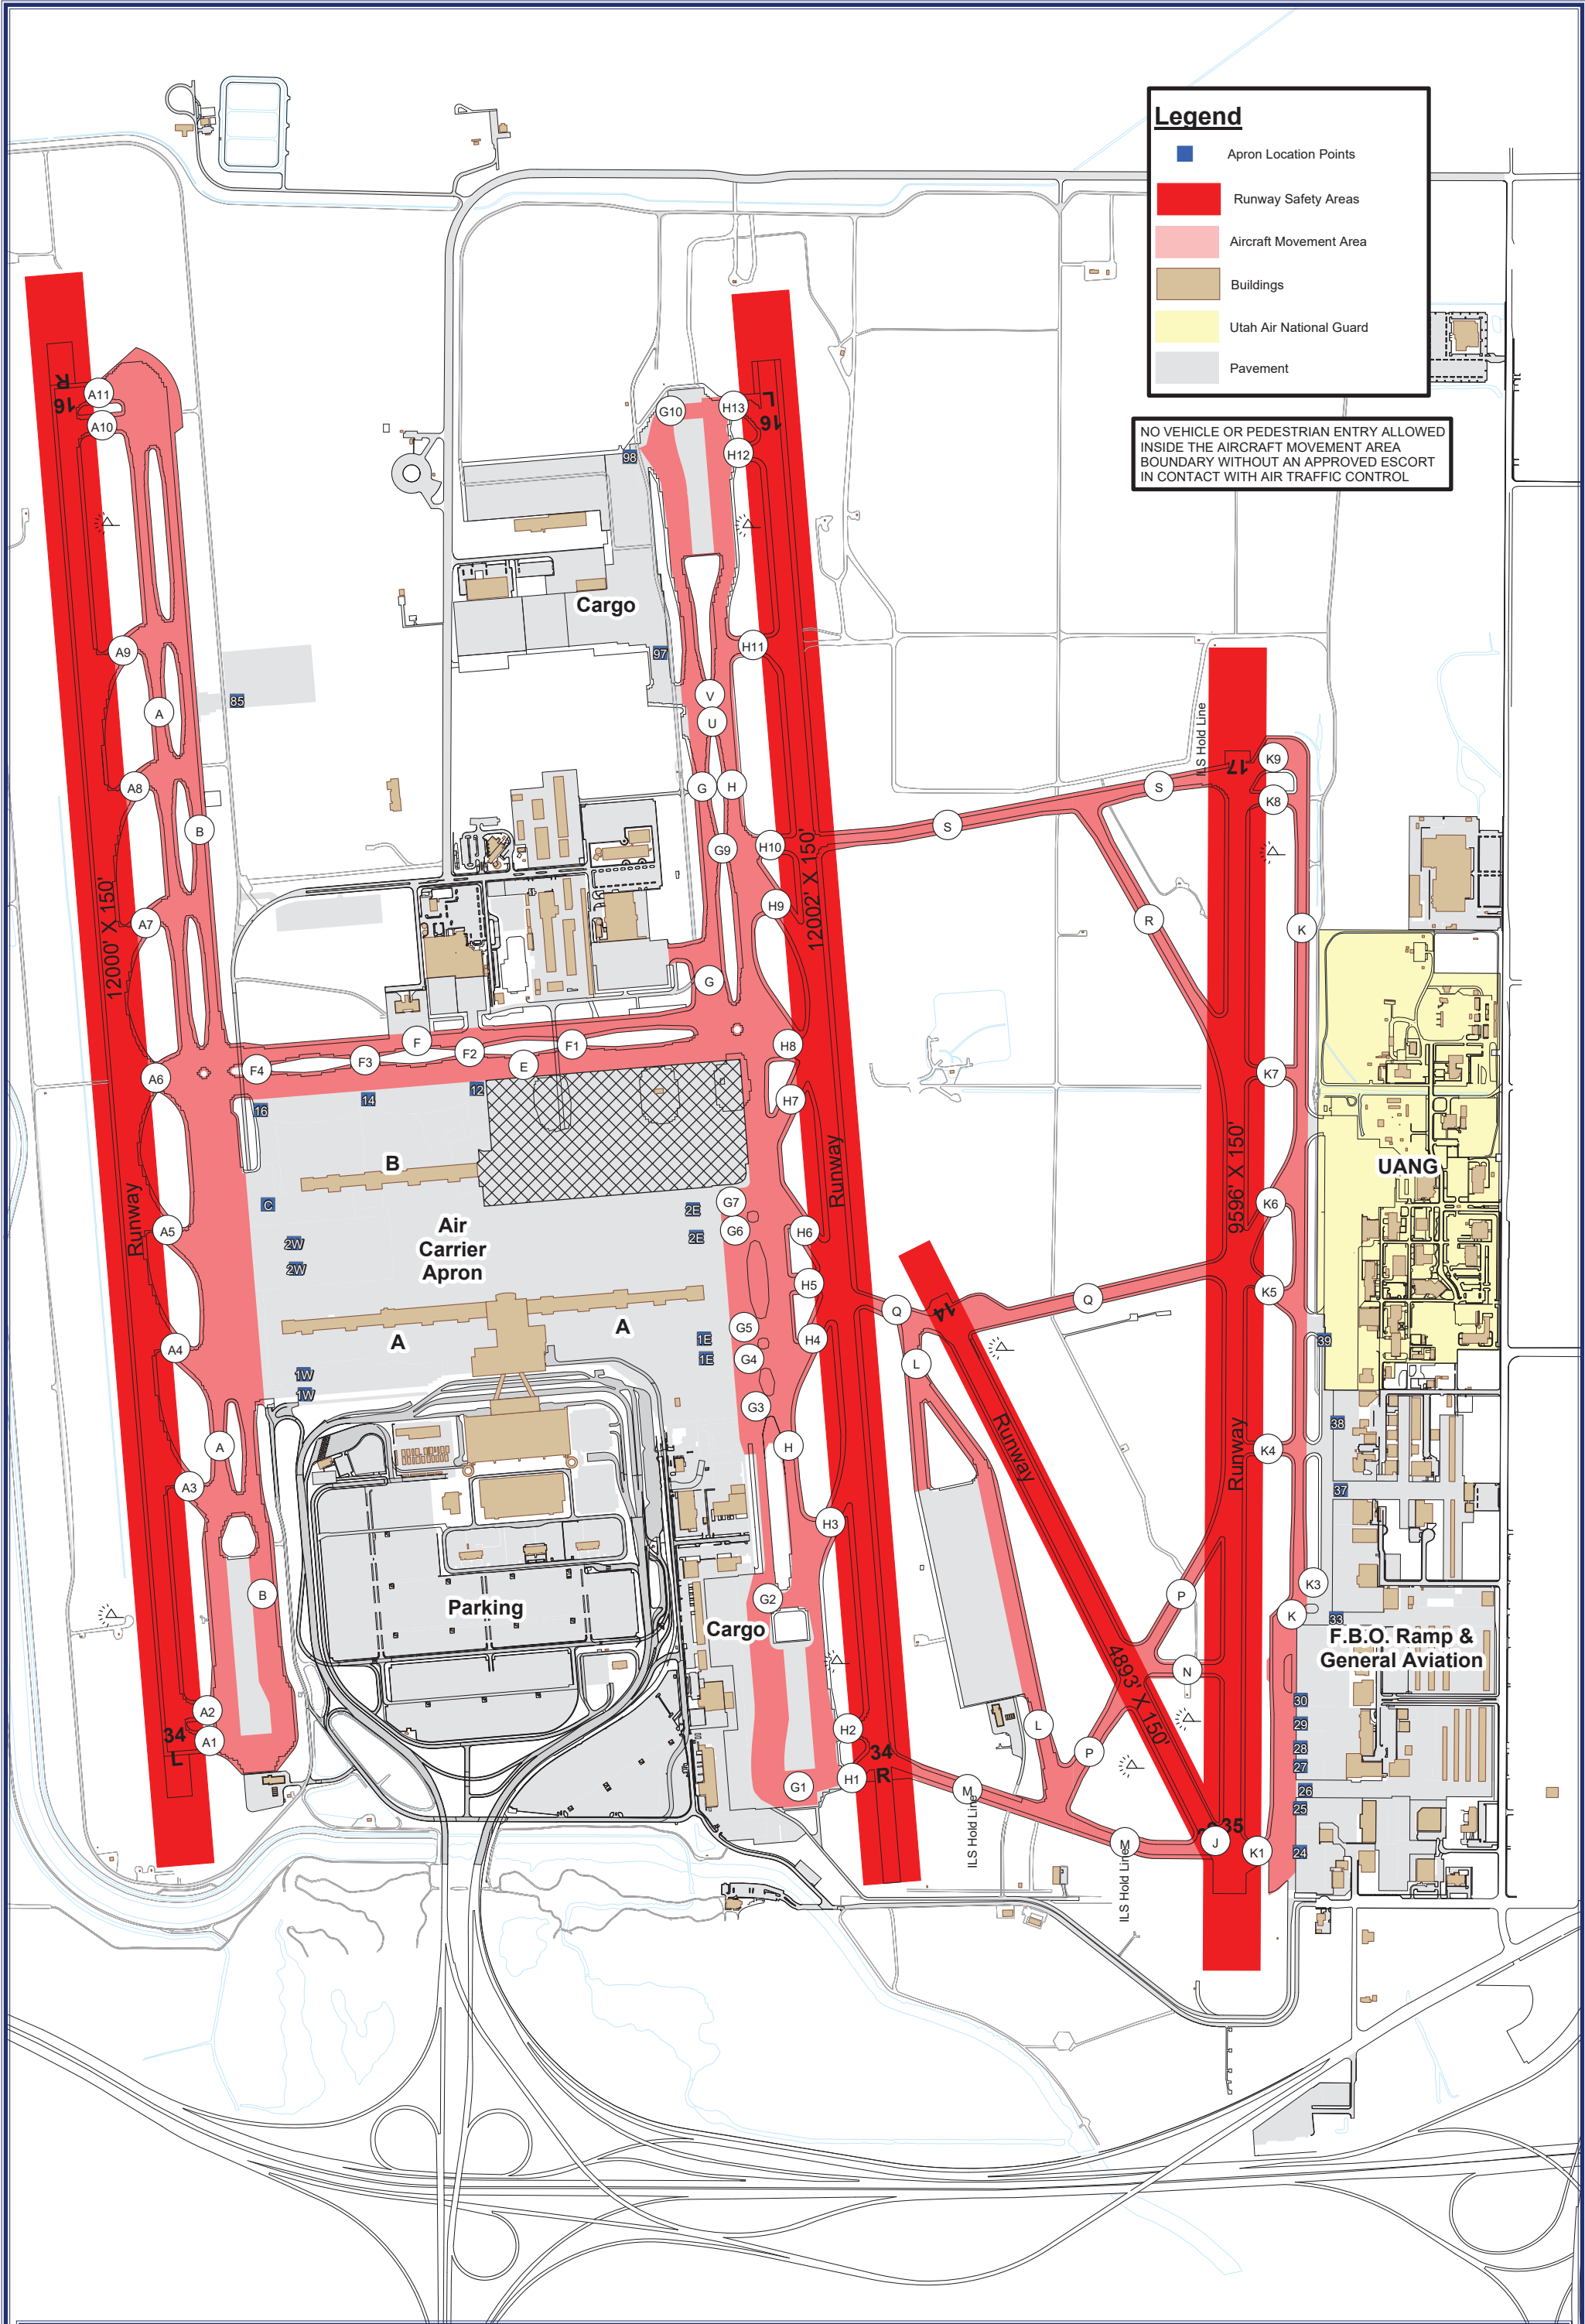 Legend
Apron Location Points
Runway Safety Areas
Aircraft Movement Area
Buildings
Utah Air National Guard
Pavement
NO VEHICLE OR PEDESTRIAN ENTRY ALLOWED
INSIDE THE AIRCRAFT MOVEMENT AREA
BOUNDARY WITHOUT AN APPROVED ESCORT
IN CONTACT WITH AIR TRAFFIC CONTROL
16
R
A11
A10
A9
A
A8
B
A7
12000' X 150'
A6
Runway
A5
A4
A
A3
B
A2
A1
34
L
85
98
97
Cargo
G10
H13
16
L
H12
H11
V
U
G
H
G9
H10
H9
12002' X 150'
G
H8
H7
Runway
F
F1
F2
F3
F4
E
16
14
12
B
C
2W
2W
Air
Carrier
Apron
2E
2E
G7
G6
H6
H5
G5
G4
H4
G3
H
H3
A
A
1E
1E
1W
1W
Parking
Cargo
G2
H2
H1
G1
34
R
S
S
R
ILS Hold Line
17
K9
K8
K
K7
9596' X 150'
K6
K5
Q
Q
14
L
Runway
Runway
K4
K3
K
P
N
4893' X 150'
L
P
M
ILS Hold Line
M
ILS Hold Line
J
35
K1
UANG
39
38
37
33
F.B.O. Ramp &
General Aviation
30
29
28
27
26
25
24